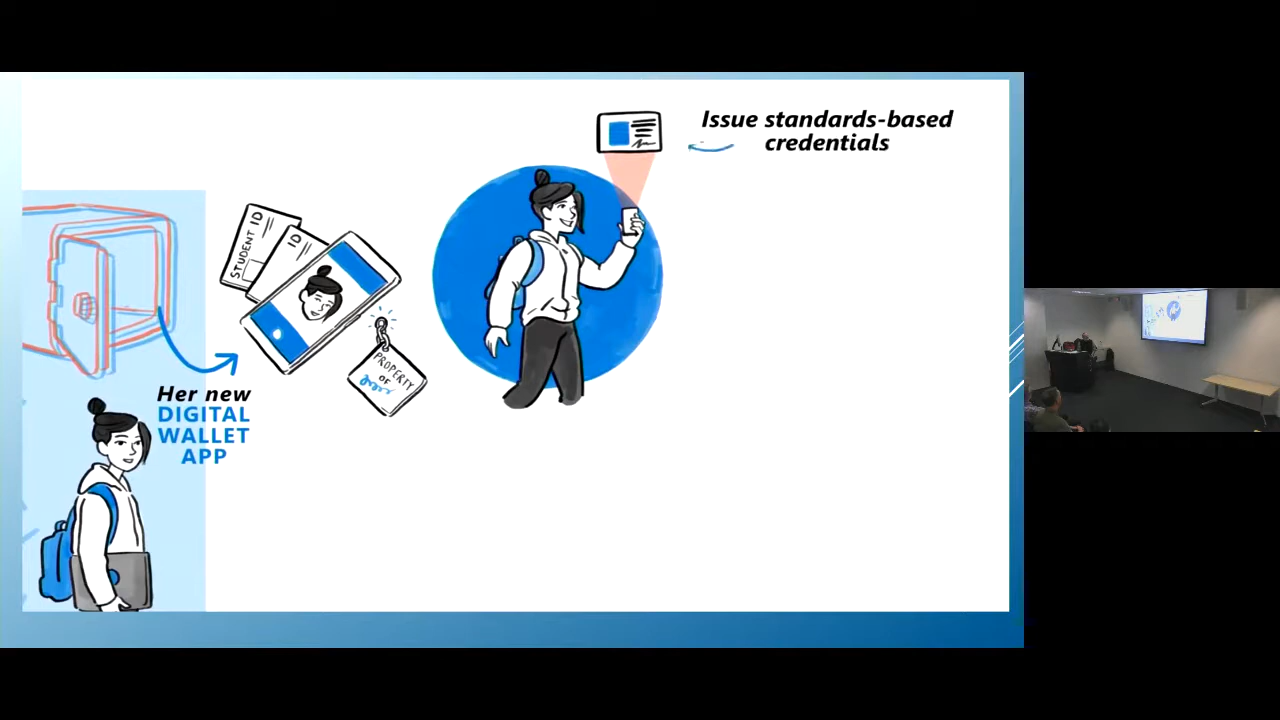 Issue standards-based
credentials
STUDENT ID
ID
PROPERTY
OF
Her new
DIGITAL
WALLET
APP